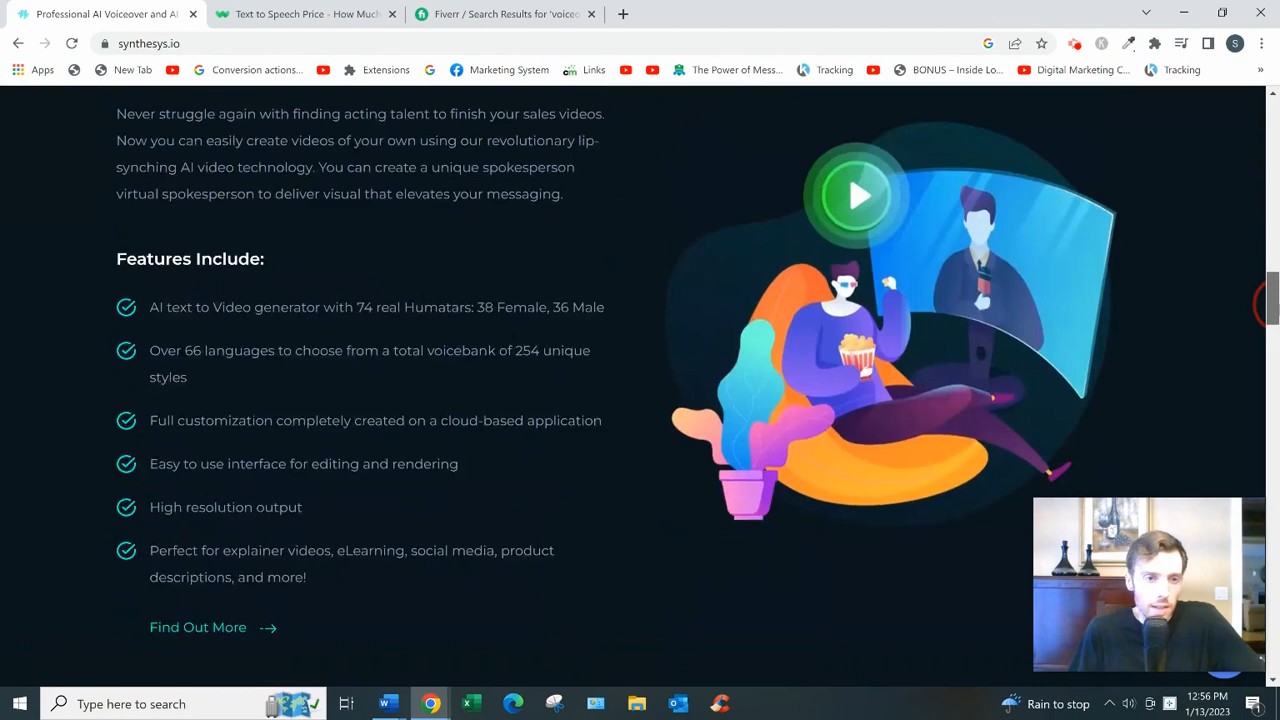 Professional AI Voiceover and AI
Text to Speech Price - How Much
Fiverr / Search Results for 'voiceo
synthesys.io
S
Apps
New Tab
Conversion actions...
Extensions
Marketing System
Links
The Power of Mess...
Tracking
BONUS – Inside Lo...
Digital Marketing C...
Tracking
»
Never struggle again with finding acting talent to finish your sales videos.
Now you can easily create videos of your own using our revolutionary lip-
synching AI video technology. You can create a unique spokesperson
virtual spokesperson to deliver visual that elevates your messaging.
Features Include:
AI text to Video generator with 74 real Humatars: 38 Female, 36 Male
Over 66 languages to choose from a total voicebank of 254 unique
styles
Full customization completely created on a cloud-based application
Easy to use interface for editing and rendering
High resolution output
Perfect for explainer videos, eLearning, social media, product
descriptions, and more!
Find Out More
Type here to search
Rain to stop
12:56 PM
1/13/2023